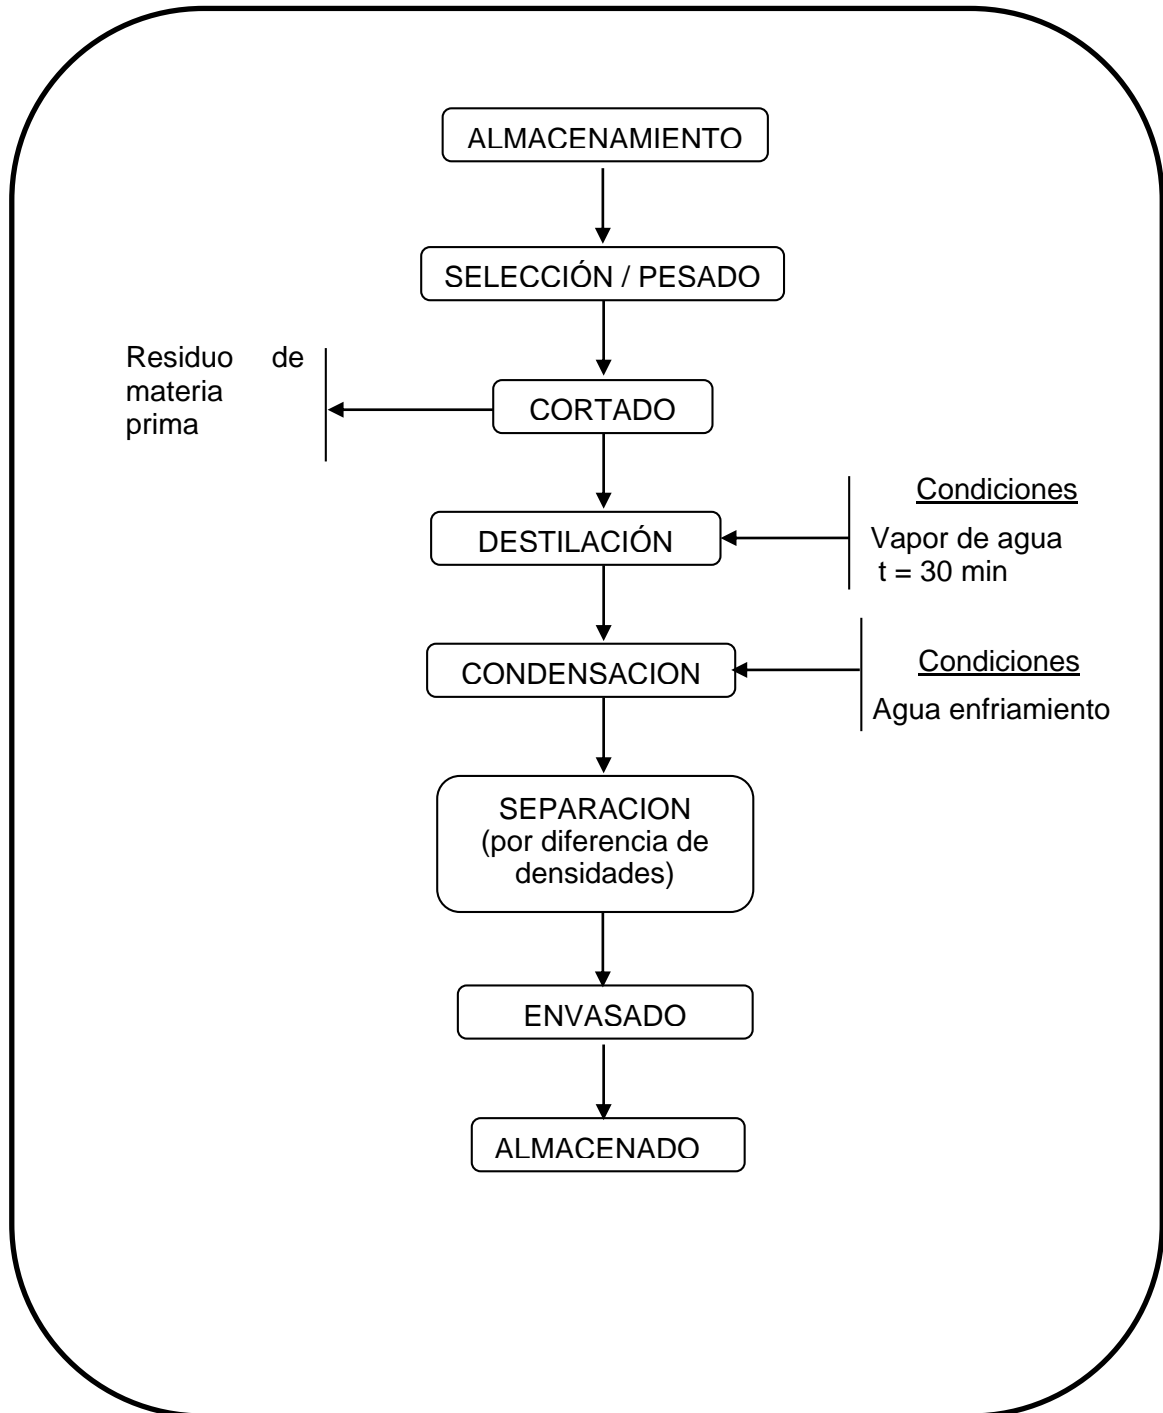 ALMACENAMIENTO
SELECCIÓN / PESADO
Residuo de
materia
prima
CORTADO
Condiciones
Vapor de agua
t = 30 min
DESTILACIÓN
Condiciones
Agua enfriamiento
CONDENSACION
SEPARACION
(por diferencia de
densidades)
ENVASADO
ALMACENADO